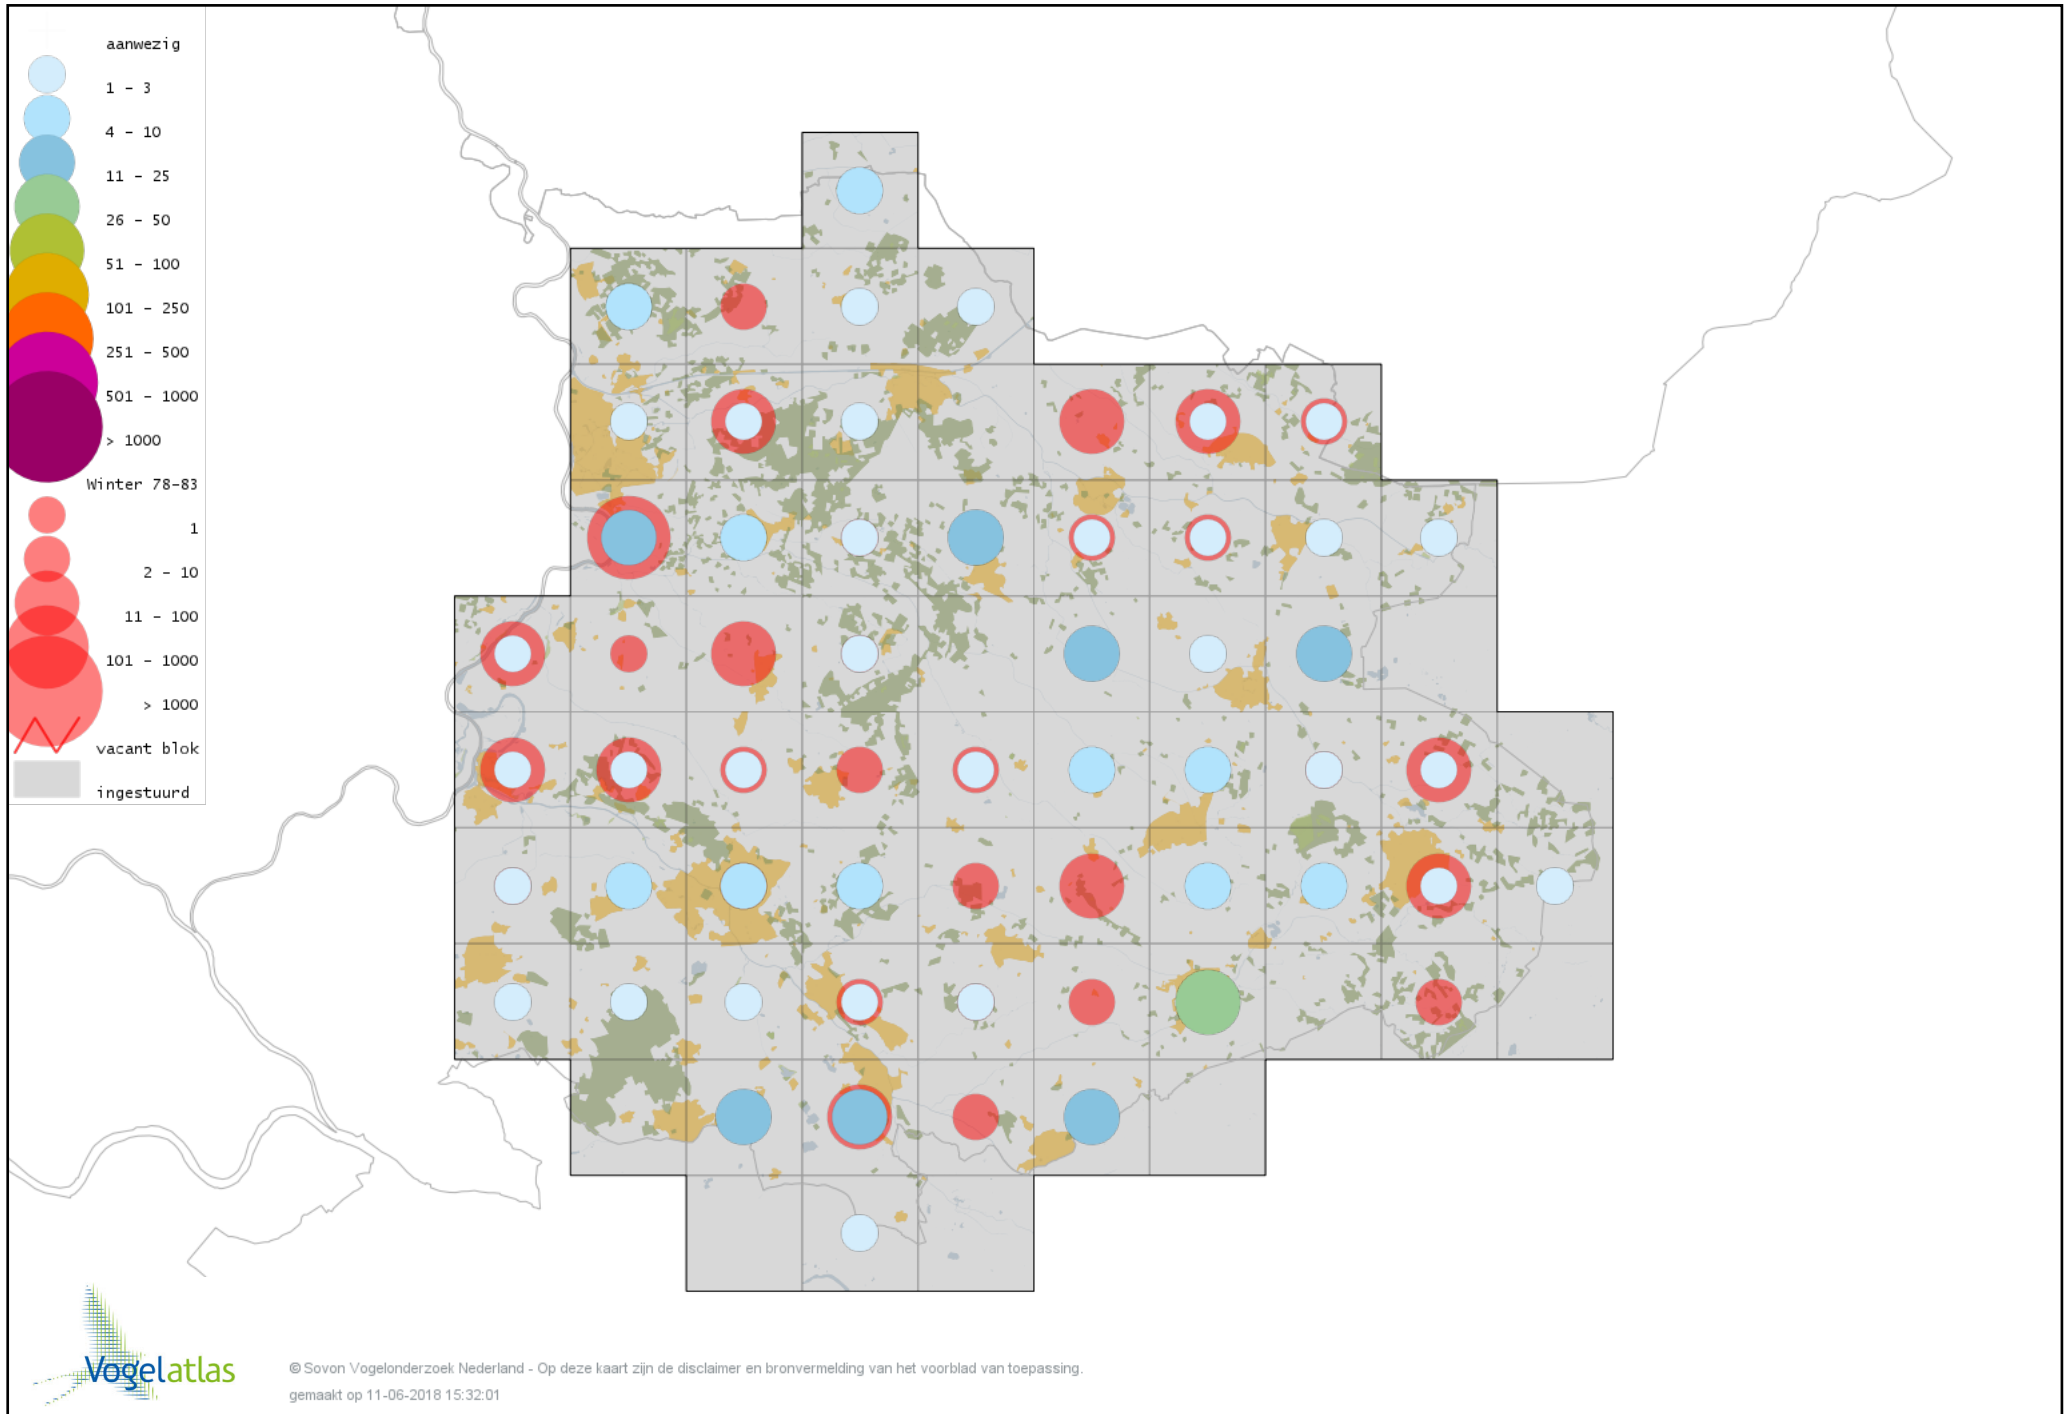 aanwezig
1 - 3
4 - 10
11 - 25
26 - 50
51 - 100
101 - 250
251 - 500
501 - 1000
> 1000
Winter 78-83
1
2 - 10
11 - 100
101 - 1000
> 1000
vacant blok
ingestuurd
Vogelatlas
© Sovon Vogelonderzoek Nederland - Op deze kaart zijn de disclaimer en bronvermelding van het voorblad van toepassing.
gemaakt op 11-06-2018 15:32:01